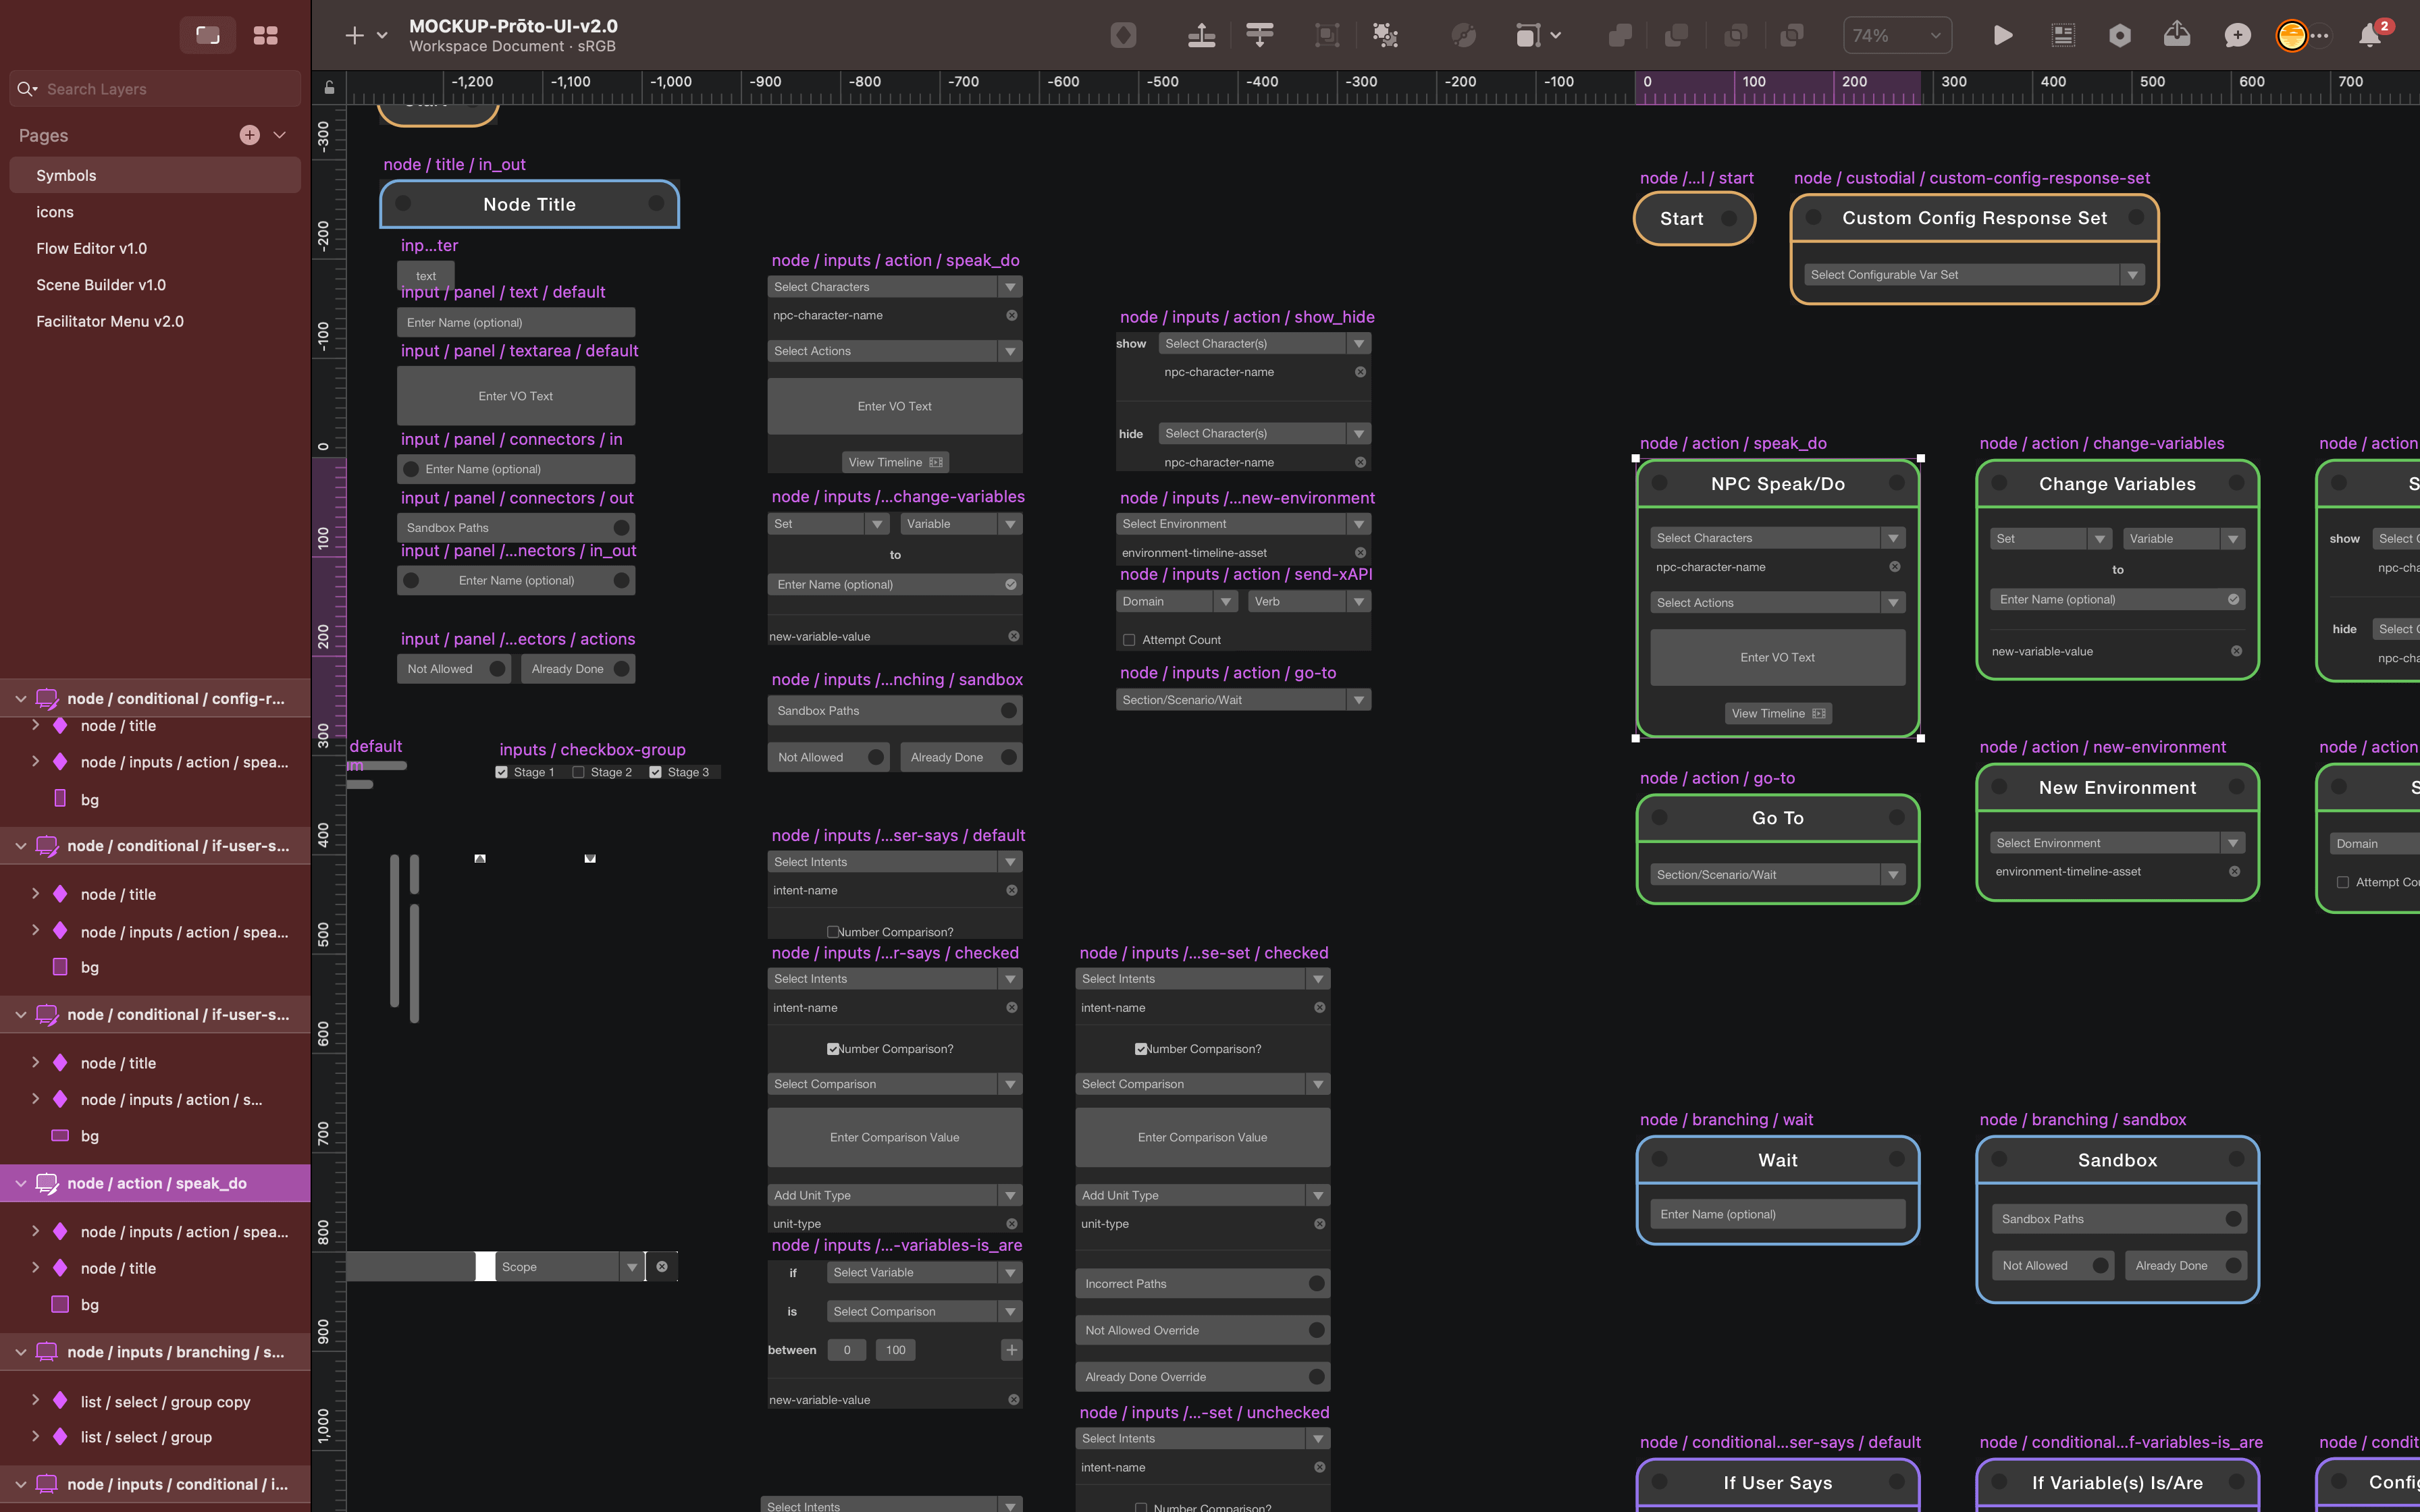 MOCKUP-Prōto-UI-v2.0
Workspace Document · sRGB
74%
2
Search Layers
Pages
Symbols
icons
Flow Editor v1.0
Scene Builder v1.0
Facilitator Menu v2.0
node / conditional / config-r...
node / title
node / inputs / action / spea...
bg
node / conditional / if-user-s...
node / title
node / inputs / action / spea...
bg
node / conditional / if-user-s...
node / title
node / inputs / action / s...
bg
node / action / speak_do
node / inputs / action / spea...
node / title
bg
node / inputs / branching / s...
list / select / group copy
list / select / group
node / inputs / conditional / i...
-1,200 -1,100 -1,000 -900 -800 -700 -600 -500 -400 -300 -200 -100 0 100 200 300 400 500 600 700
-300
-200
-100
0
100
200
300
400
500
600
700
800
900
1,000
node / title / in_out
Node Title
inp...ter
text
input / panel / text / default
Enter Name (optional)
input / panel / textarea / default
Enter VO Text
input / panel / connectors / in
Enter Name (optional)
input / panel / connectors / out
Sandbox Paths
input / panel /...nectors / in_out
Enter Name (optional)
input / panel /...ectors / actions
Not Allowed Already Done
default
inputs / checkbox-group
Stage 1 Stage 2 Stage 3
Scope
node / inputs / action / speak_do
Select Characters
npc-character-name
Select Actions
Enter VO Text
View Timeline
node / inputs /...change-variables
Set Variable
to
Enter Name (optional)
new-variable-value
node / inputs /...nching / sandbox
Sandbox Paths
Not Allowed Already Done
node / inputs /...ser-says / default
Select Intents
intent-name
Number Comparison?
node / inputs /...r-says / checked
Select Intents
intent-name
Number Comparison?
Select Comparison
Enter Comparison Value
Add Unit Type
unit-type
node / inputs /...-variables-is_are
if Select Variable
is Select Comparison
between 0 100
new-variable-value
Select Intents
node / inputs / action / show_hide
show Select Character(s)
npc-character-name
hide Select Character(s)
npc-character-name
node / inputs /...new-environment
Select Environment
environment-timeline-asset
node / inputs / action / send-xAPI
Domain Verb
Attempt Count
node / inputs / action / go-to
Section/Scenario/Wait
node / inputs /...se-set / checked
Select Intents
intent-name
Number Comparison?
Select Comparison
Enter Comparison Value
Add Unit Type
unit-type
Incorrect Paths
Not Allowed Override
Already Done Override
node / inputs /...-set / unchecked
Select Intents
intent-name
Number Comparison?
node /...l / start
Start
node / custodial / custom-config-response-set
Custom Config Response Set
Select Configurable Var Set
node / action / speak_do
NPC Speak/Do
Select Characters
npc-character-name
Select Actions
Enter VO Text
View Timeline
node / action / change-variables
Change Variables
Set Variable
to
Enter Name (optional)
new-variable-value
node / action
S
show Select C
npc-cha
hide Select C
npc-cha
node / action / go-to
Go To
Section/Scenario/Wait
node / action / new-environment
New Environment
Select Environment
environment-timeline-asset
node / action
S
Domain
Attempt Cou
node / branching / wait
Wait
Enter Name (optional)
node / branching / sandbox
Sandbox
Sandbox Paths
Not Allowed Already Done
node / conditional...ser-says / default
If User Says
node / conditional...f-variables-is_are
If Variable(s) Is/Are
node / condit
Config